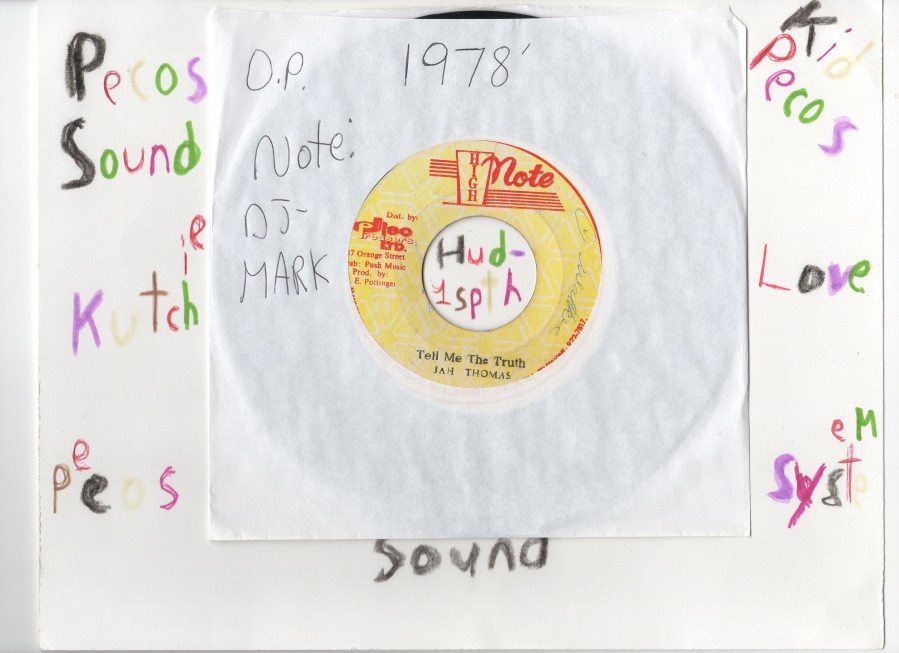 Pecos
Sound
Kutchie
Peeos
O.P. 1978'
Note:
DJ-
MARK
HIGH Note
Dist. by:
LTD.
7 Orange Street
Push Music
Prod. by:
E. Pottinger
Hud-
1spth
Tell Me The Truth
JAH THOMAS
Kid
Pecos
Love
System
Sound